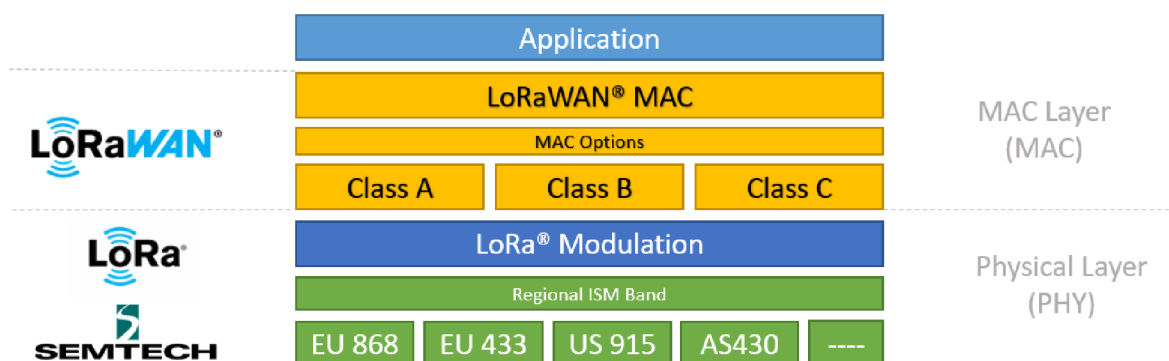 Application
LoRaWAN® MAC
MAC Layer
(MAC)
LoRaWAN®
MAC Options
Class A Class B Class C
LoRa® Modulation
LoRa®
Physical Layer
(PHY)
Regional ISM Band
SEMTECH
EU 868 EU 433 US 915 AS430 ----